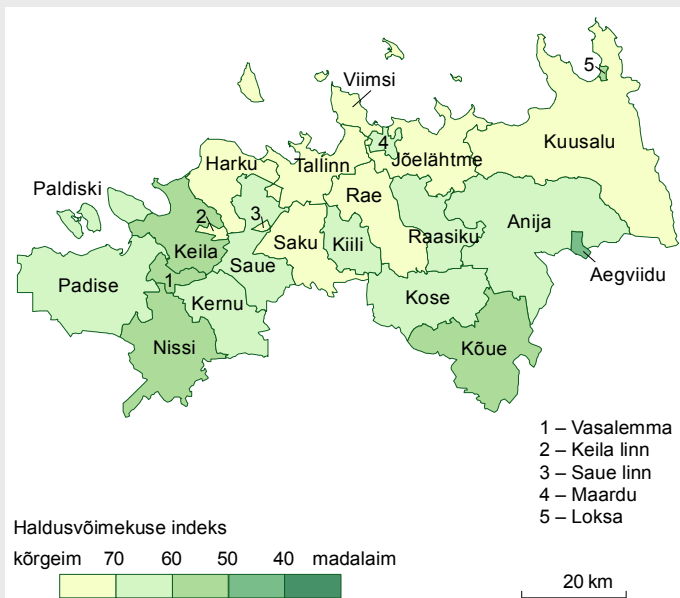 Viimsi
5
Kuusalu
Harku
Tallinn
4
Jõelähtme
Paldiski
Rae
2
3
Raasiku
Anija
Keila
Saku
Kiili
Saue
Aegviidu
Padise
1
Kernu
Kose
Nissi
Kõue
1 – Vasalemma
2 – Keila linn
3 – Saue linn
4 – Maardu
5 – Loksa
Haldusvõimekuse indeks
kõrgeim 70 60 50 40 madalaim
20 km